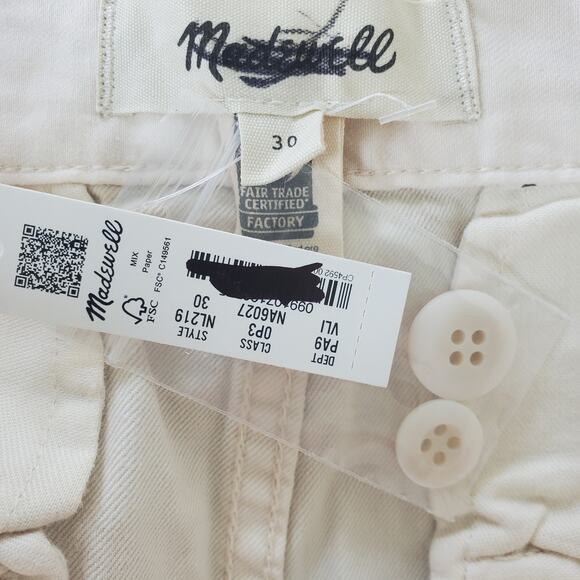 Madewell
30
FAIR TRADE
CERTIFIED
FACTORY
Madewell
MIX
Paper
FSC® C149561
FSC
STYLE
NL219
30
CLASS
OP3
NA6027
DEPT
PA9
VLI